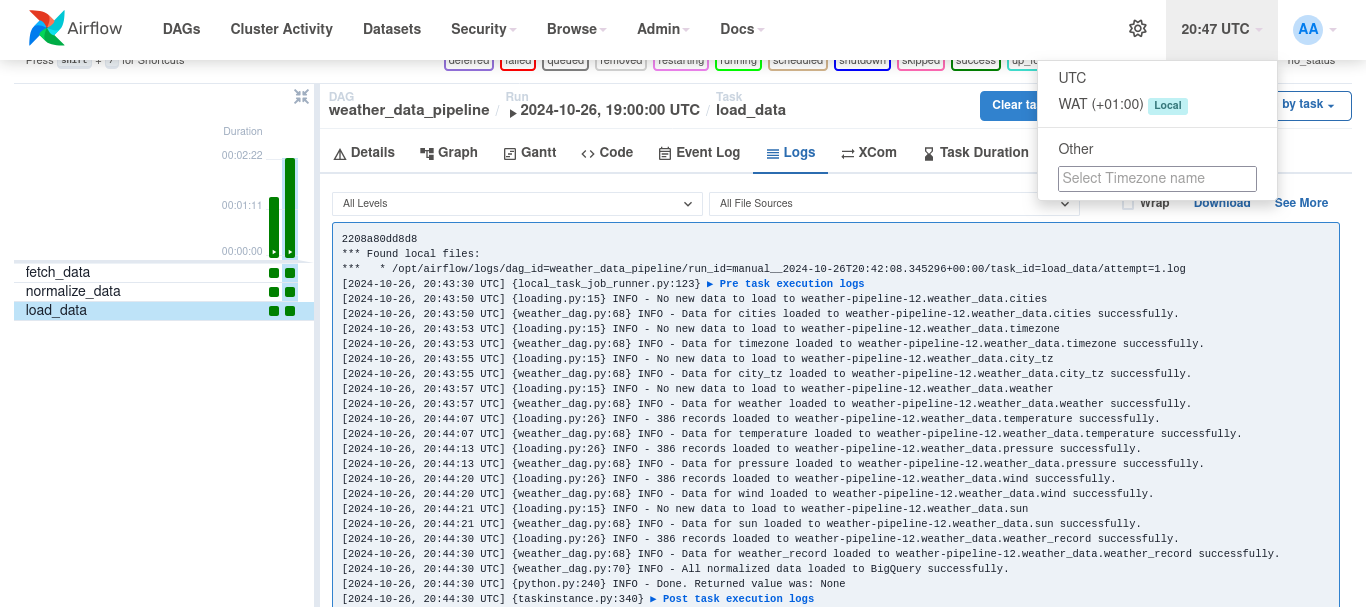 Airflow
DAGs
Cluster Activity
Datasets
Security
Browse
Admin
Docs
20:47 UTC
AA
Press shift + / for Shortcuts
deferred
failed
queued
removed
restarting
running
scheduled
shutdown
skipped
success
no_status
UTC
WAT (+01:00) Local
Other
Select Timezone name
DAG
weather_data_pipeline
/
Run
▶ 2024-10-26, 19:00:00 UTC
/
Task
load_data
Clear ta
by task
Details
Graph
Gantt
Code
Event Log
Logs
XCom
Task Duration
All Levels
All File Sources
Wrap
Download
See More
Duration
00:02:22
00:01:11
00:00:00
fetch_data
normalize_data
load_data
2208a80dd8d8
*** Found local files:
***   * /opt/airflow/logs/dag_id=weather_data_pipeline/run_id=manual__2024-10-26T20:42:08.345296+00:00/task_id=load_data/attempt=1.log
[2024-10-26, 20:43:30 UTC] {local_task_job_runner.py:123} ▶ Pre task execution logs
[2024-10-26, 20:43:50 UTC] {loading.py:15} INFO - No new data to load to weather-pipeline-12.weather_data.cities
[2024-10-26, 20:43:50 UTC] {weather_dag.py:68} INFO - Data for cities loaded to weather-pipeline-12.weather_data.cities successfully.
[2024-10-26, 20:43:53 UTC] {loading.py:15} INFO - No new data to load to weather-pipeline-12.weather_data.timezone
[2024-10-26, 20:43:53 UTC] {weather_dag.py:68} INFO - Data for timezone loaded to weather-pipeline-12.weather_data.timezone successfully.
[2024-10-26, 20:43:55 UTC] {loading.py:15} INFO - No new data to load to weather-pipeline-12.weather_data.city_tz
[2024-10-26, 20:43:55 UTC] {weather_dag.py:68} INFO - Data for city_tz loaded to weather-pipeline-12.weather_data.city_tz successfully.
[2024-10-26, 20:43:57 UTC] {loading.py:15} INFO - No new data to load to weather-pipeline-12.weather_data.weather
[2024-10-26, 20:43:57 UTC] {weather_dag.py:68} INFO - Data for weather loaded to weather-pipeline-12.weather_data.weather successfully.
[2024-10-26, 20:44:07 UTC] {loading.py:26} INFO - 386 records loaded to weather-pipeline-12.weather_data.temperature successfully.
[2024-10-26, 20:44:07 UTC] {weather_dag.py:68} INFO - Data for temperature loaded to weather-pipeline-12.weather_data.temperature successfully.
[2024-10-26, 20:44:13 UTC] {loading.py:26} INFO - 386 records loaded to weather-pipeline-12.weather_data.pressure successfully.
[2024-10-26, 20:44:13 UTC] {weather_dag.py:68} INFO - Data for pressure loaded to weather-pipeline-12.weather_data.pressure successfully.
[2024-10-26, 20:44:20 UTC] {loading.py:26} INFO - 386 records loaded to weather-pipeline-12.weather_data.wind successfully.
[2024-10-26, 20:44:20 UTC] {weather_dag.py:68} INFO - Data for wind loaded to weather-pipeline-12.weather_data.wind successfully.
[2024-10-26, 20:44:21 UTC] {loading.py:15} INFO - No new data to load to weather-pipeline-12.weather_data.sun
[2024-10-26, 20:44:21 UTC] {weather_dag.py:68} INFO - Data for sun loaded to weather-pipeline-12.weather_data.sun successfully.
[2024-10-26, 20:44:30 UTC] {loading.py:26} INFO - 386 records loaded to weather-pipeline-12.weather_data.weather_record successfully.
[2024-10-26, 20:44:30 UTC] {weather_dag.py:68} INFO - Data for weather_record loaded to weather-pipeline-12.weather_data.weather_record successfully.
[2024-10-26, 20:44:30 UTC] {weather_dag.py:70} INFO - All normalized data loaded to BigQuery successfully.
[2024-10-26, 20:44:30 UTC] {python.py:240} INFO - Done. Returned value was: None
[2024-10-26, 20:44:30 UTC] {taskinstance.py:340} ▶ Post task execution logs